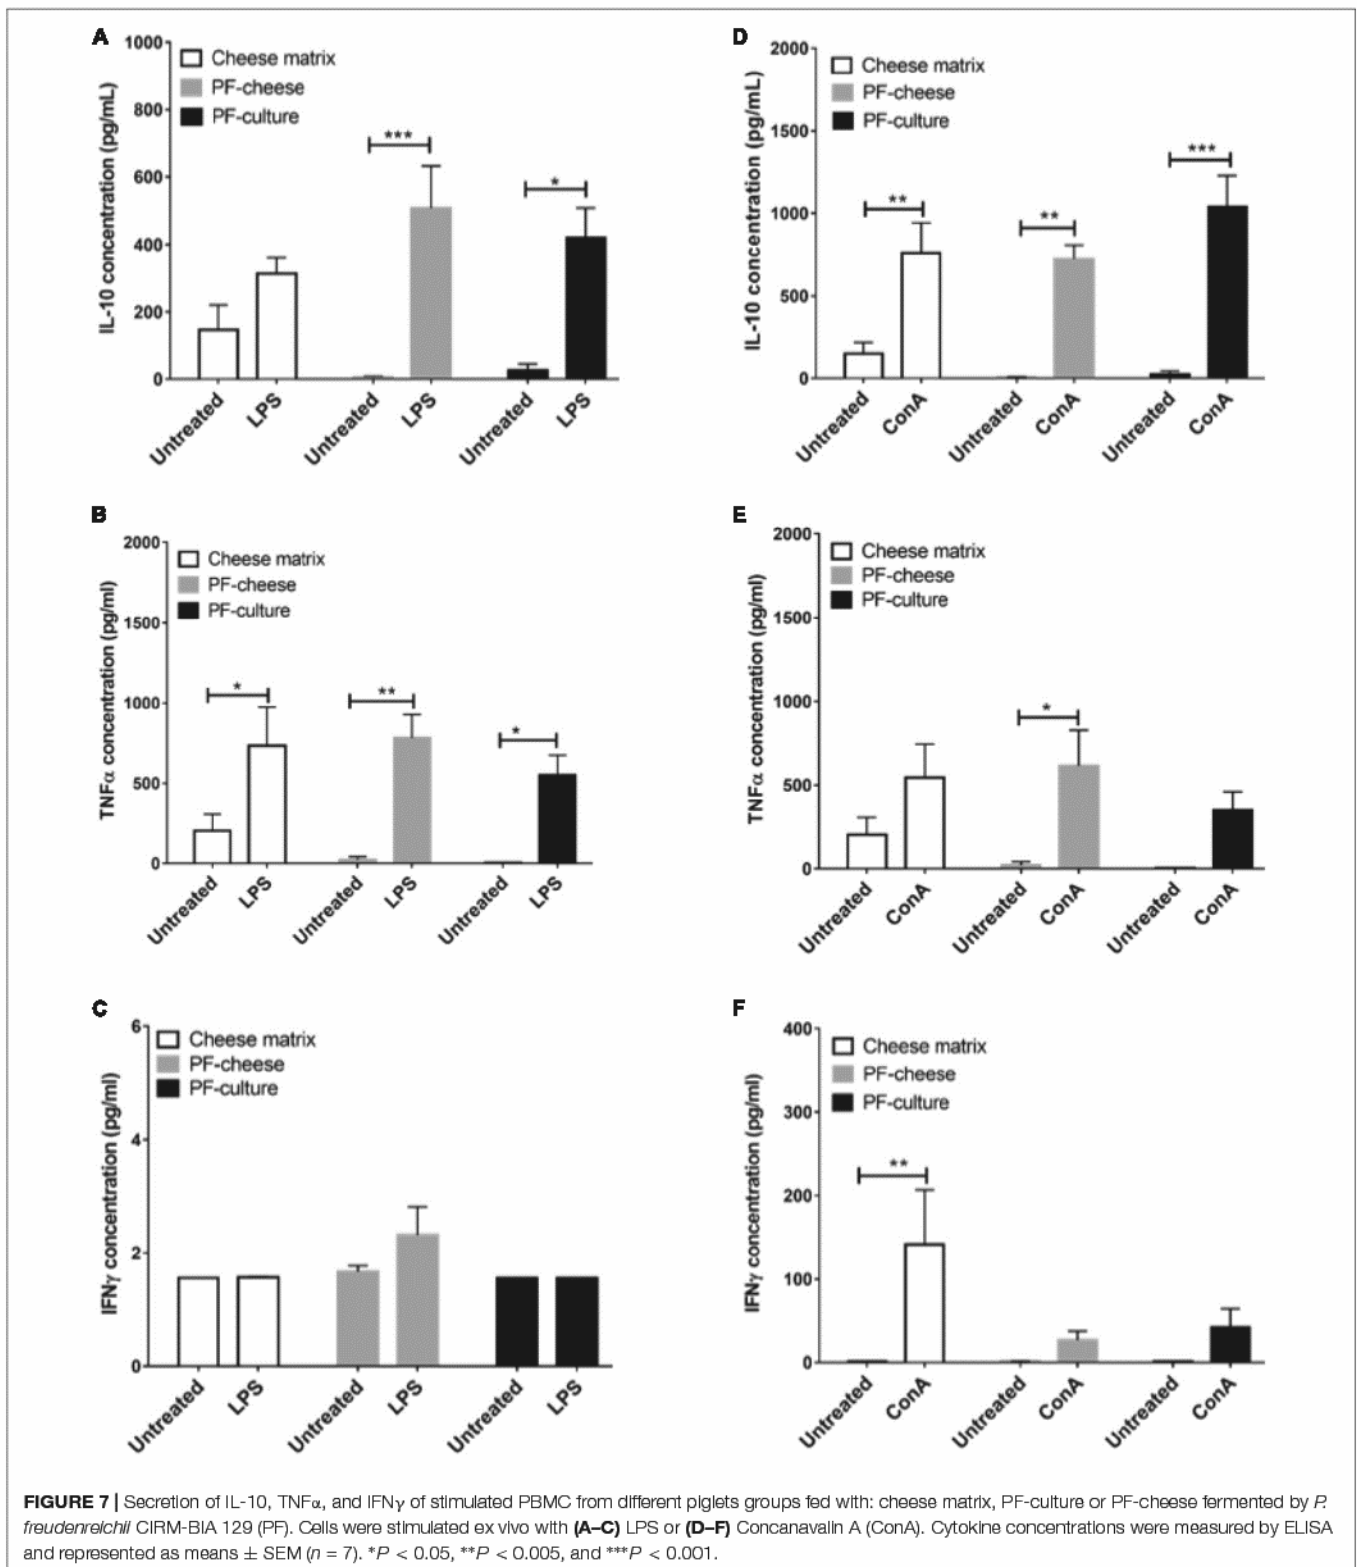 A
1000
800
600
400
200
0
IL-10 concentration (pg/mL)
Cheese matrix
PF-cheese
PF-culture
***
*
Untreated
LPS
Untreated
LPS
Untreated
LPS
D
2000
1500
1000
500
0
IL-10 concentration (pg/mL)
Cheese matrix
PF-cheese
PF-culture
**
**
***
Untreated
ConA
Untreated
ConA
Untreated
ConA
B
2000
1500
1000
500
0
TNFα concentration (pg/ml)
Cheese matrix
PF-cheese
PF-culture
*
**
*
Untreated
LPS
Untreated
LPS
Untreated
LPS
E
2000
1500
1000
500
0
TNFα concentration (pg/ml)
Cheese matrix
PF-cheese
PF-culture
*
Untreated
ConA
Untreated
ConA
Untreated
ConA
C
6
4
2
0
IFNγ concentration (pg/ml)
Cheese matrix
PF-cheese
PF-culture
Untreated
LPS
Untreated
LPS
Untreated
LPS
F
400
300
200
100
0
IFNγ concentration (pg/ml)
Cheese matrix
PF-cheese
PF-culture
**
Untreated
ConA
Untreated
ConA
Untreated
ConA
FIGURE 7 | Secretion of IL-10, TNFα, and IFNγ of stimulated PBMC from different piglets groups fed with: cheese matrix, PF-culture or PF-cheese fermented by P.
freudenreichii CIRM-BIA 129 (PF). Cells were stimulated ex vivo with (A–C) LPS or (D–F) Concanavalin A (ConA). Cytokine concentrations were measured by ELISA
and represented as means ± SEM (n = 7). *P < 0.05, **P < 0.005, and ***P < 0.001.